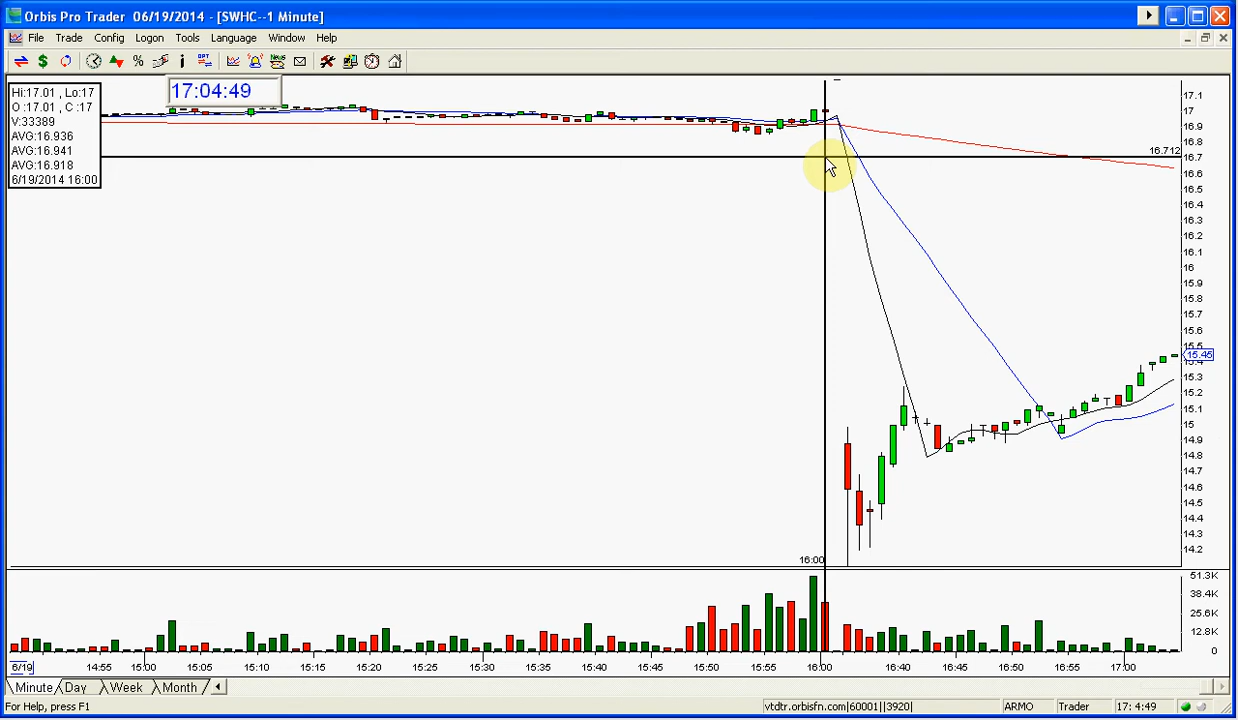 Orbis Pro Trader 06/19/2014 - [SWHC--1 Minute]
File Trade Config Logon Tools Language Window Help
OPT
News
17:04:49
Hi:17.01 , Lo:17
O :17.01 , C :17
V:33389
AVG:16.936
AVG:16.941
AVG:16.918
6/19/2014 16:00
17.1
17
16.9
16.8
16.712
16.7
16.6
16.5
16.4
16.3
16.2
16.1
16
15.9
15.8
15.7
15.6
15.5
15.45
15.3
15.2
15.1
15
14.9
14.8
14.7
14.6
14.5
14.4
14.3
14.2
16:00
51.3K
38.4K
25.6K
12.8K
0
6/19 14:55 15:00 15:05 15:10 15:15 15:20 15:25 15:30 15:40 15:45 15:50 15:55 16:00 16:40 16:45 16:50 16:55 17:00
Minute Day Week Month
For Help, press F1 vtdtr.orbisfn.com|60001||3920| ARMO Trader 17: 4:49